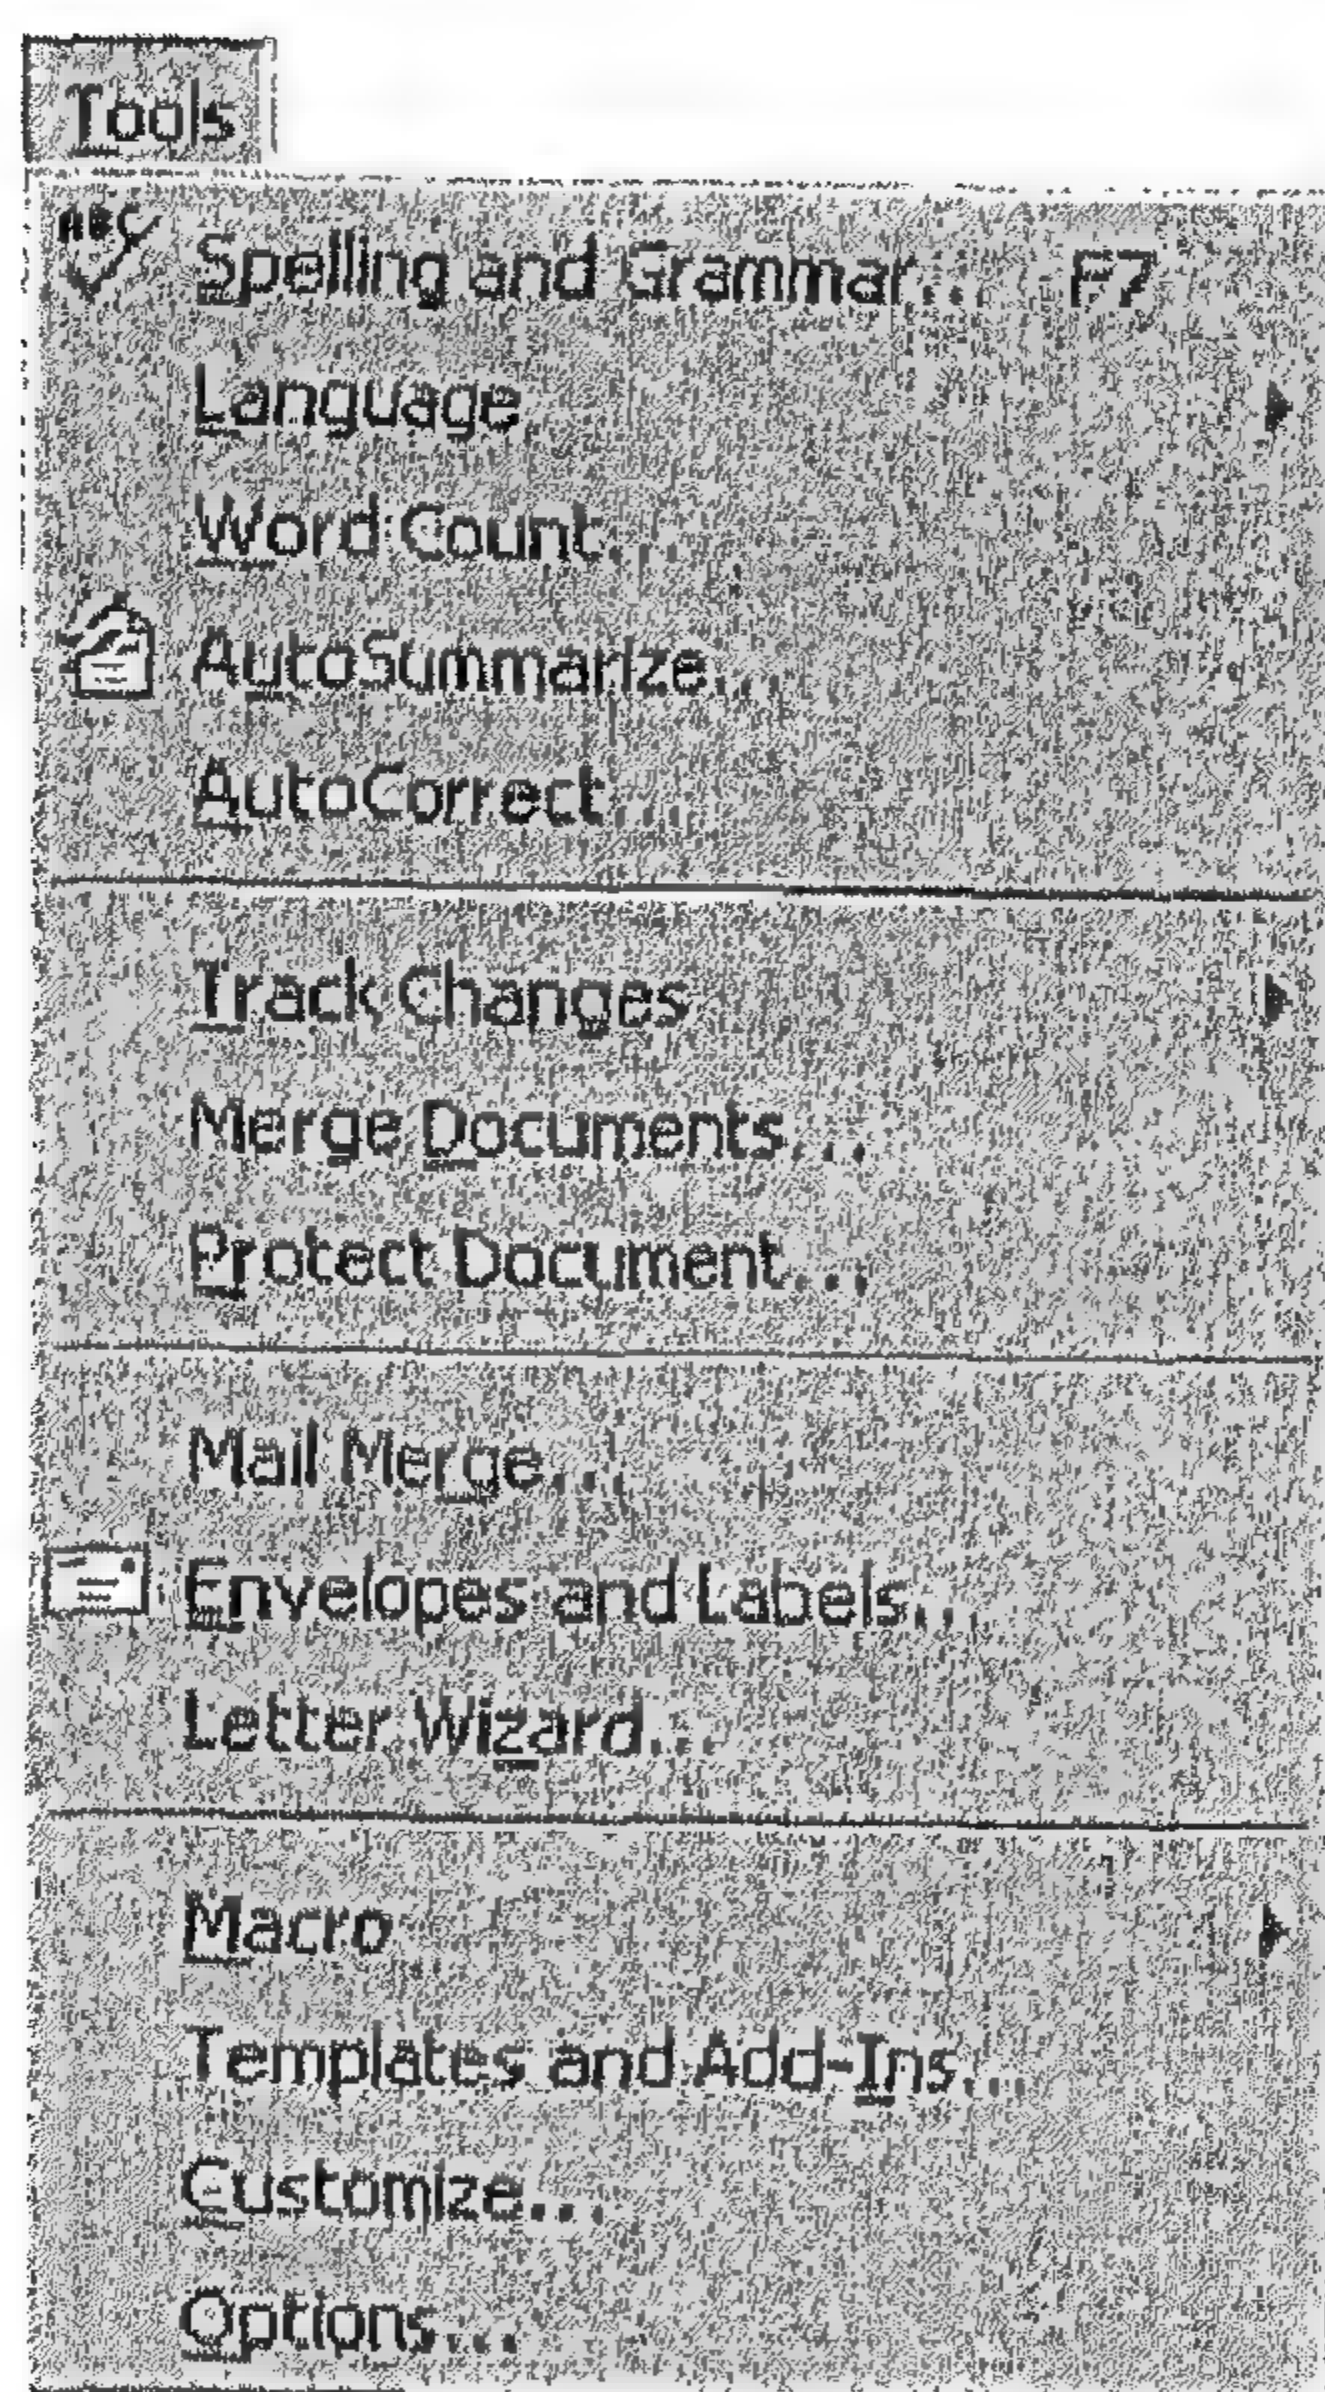 Tools
ABC
Spelling and Grammar... F7
Language
Word Count...
AutoSummarize...
AutoCorrect...
Track Changes
Merge Documents...
Protect Document...
Mail Merge...
Envelopes and Labels...
Letter Wizard...
Macro
Templates and Add-Ins...
Customize...
Options...